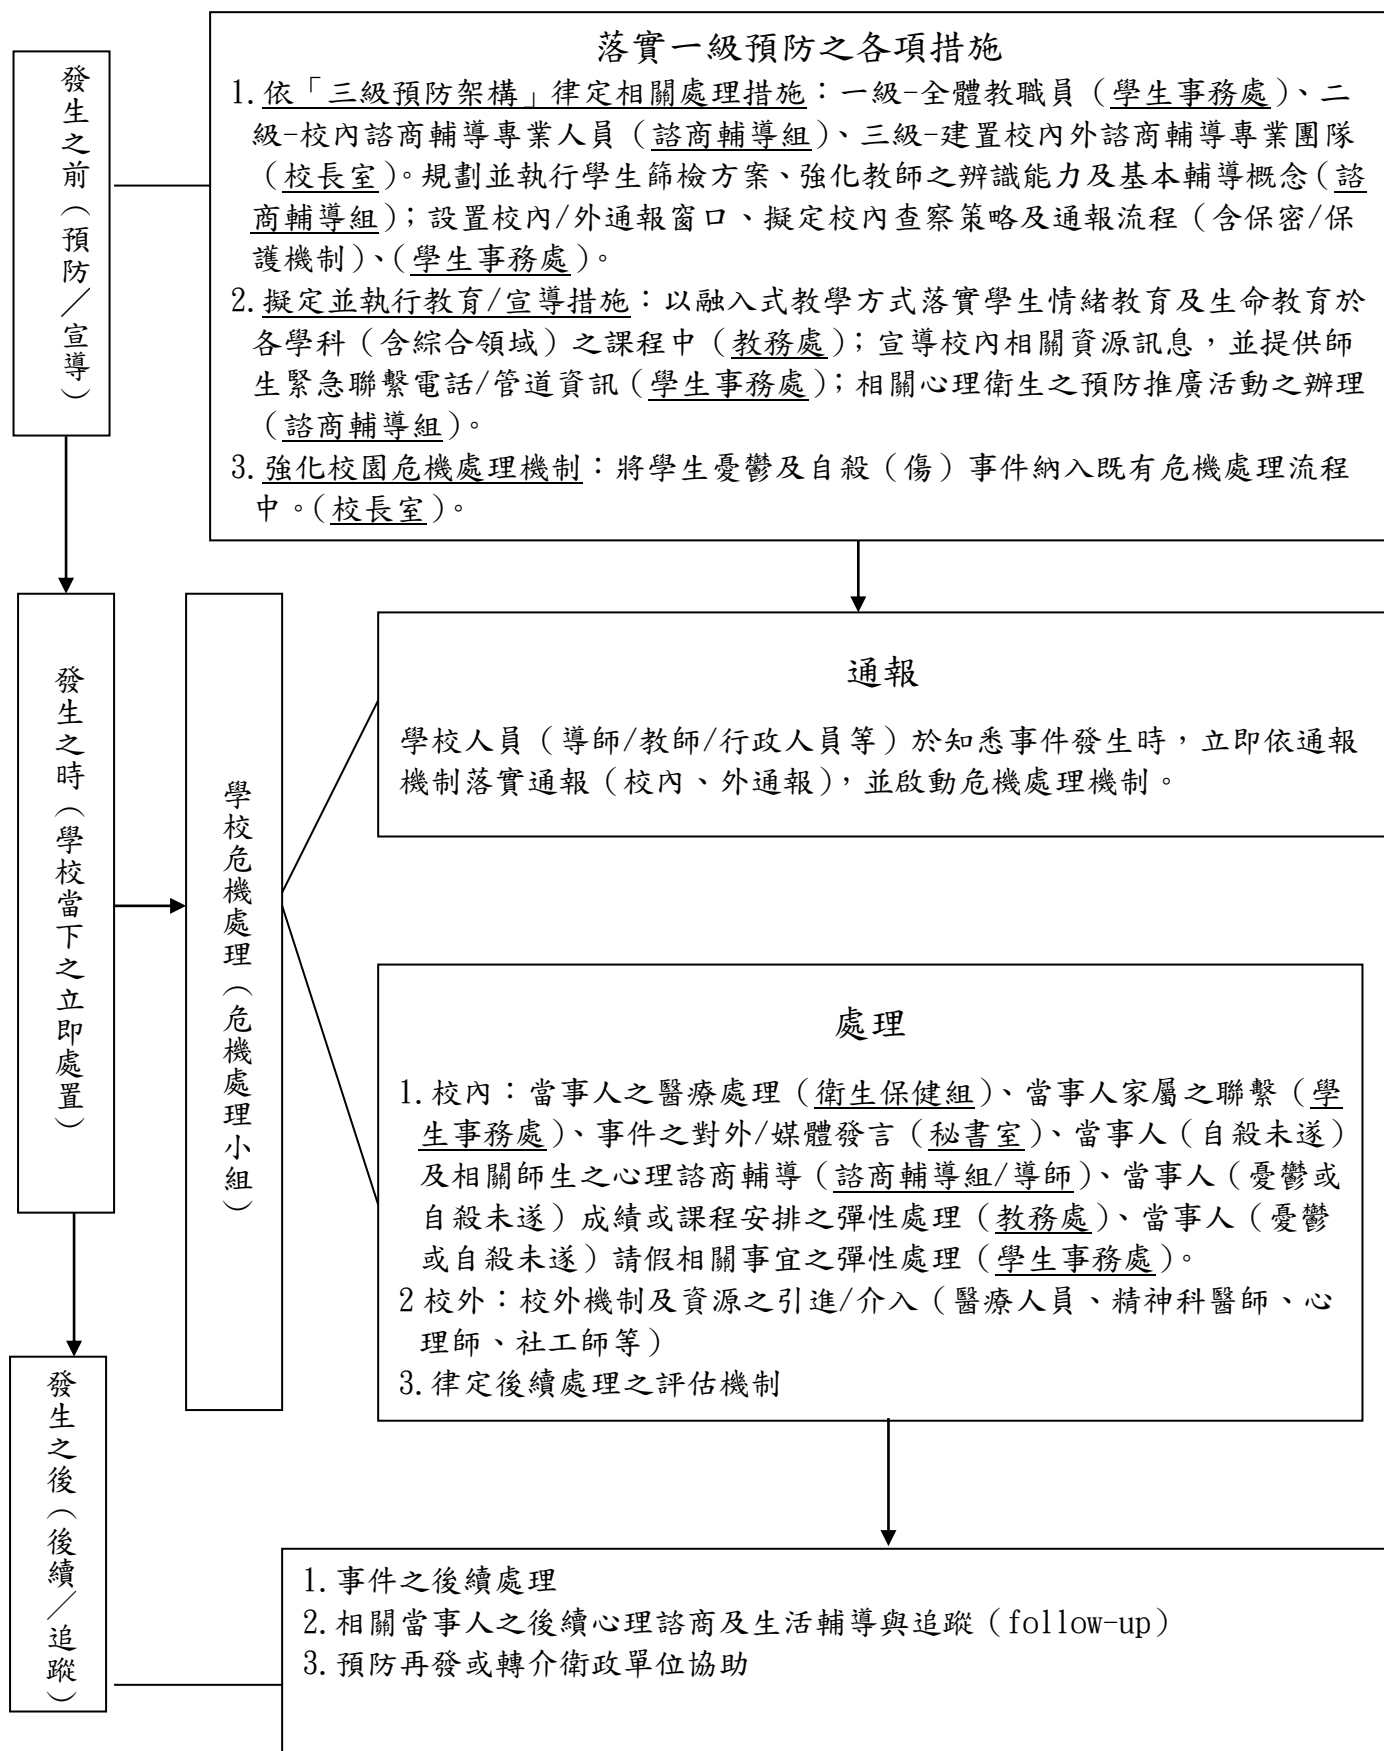 發生之前（預防／宣導）
落實一級預防之各項措施
1.依「三級預防架構」律定相關處理措施：一級-全體教職員（學生事務處）、二
級-校內諮商輔導專業人員（諮商輔導組）、三級-建置校內外諮商輔導專業團隊
（校長室）。規劃並執行學生篩檢方案、強化教師之辨識能力及基本輔導概念（諮
商輔導組）；設置校內/外通報窗口、擬定校內查察策略及通報流程（含保密/保
護機制）、（學生事務處）。
2.擬定並執行教育/宣導措施：以融入式教學方式落實學生情緒教育及生命教育於
各學科（含綜合領域）之課程中（教務處）；宣導校內相關資源訊息，並提供師
生緊急聯繫電話/管道資訊（學生事務處）；相關心理衛生之預防推廣活動之辦理
（諮商輔導組）。
3.強化校園危機處理機制：將學生憂鬱及自殺（傷）事件納入既有危機處理流程
中。（校長室）。
發生之時（學校當下之立即處置）
學校危機處理（危機處理小組）
通報
學校人員（導師/教師/行政人員等）於知悉事件發生時，立即依通報
機制落實通報（校內、外通報），並啟動危機處理機制。
處理
1.校內：當事人之醫療處理（衛生保健組）、當事人家屬之聯繫（學
生事務處）、事件之對外/媒體發言（秘書室）、當事人（自殺未遂）
及相關師生之心理諮商輔導（諮商輔導組/導師）、當事人（憂鬱或
自殺未遂）成績或課程安排之彈性處理（教務處）、當事人（憂鬱
或自殺未遂）請假相關事宜之彈性處理（學生事務處）。
2 校外：校外機制及資源之引進/介入（醫療人員、精神科醫師、心
理師、社工師等）
3.律定後續處理之評估機制
發生之後（後續／追蹤）
1.事件之後續處理
2.相關當事人之後續心理諮商及生活輔導與追蹤（follow-up）
3.預防再發或轉介衛政單位協助